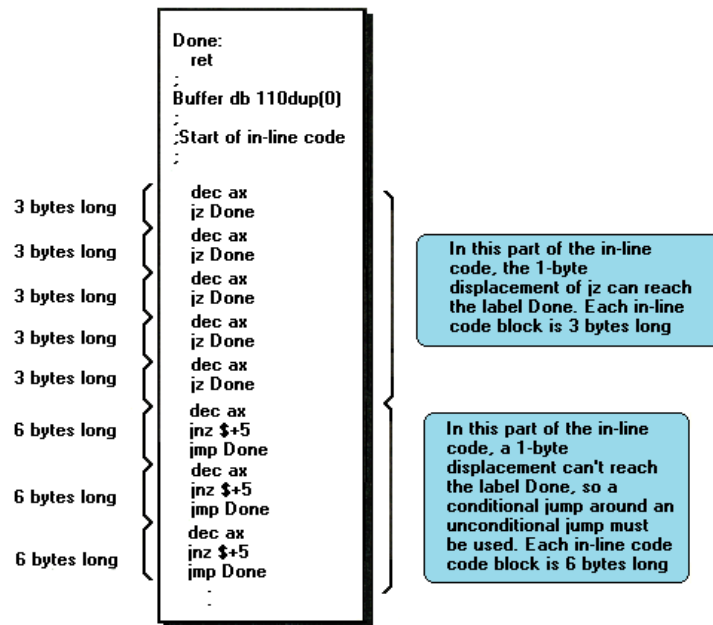 Done:
ret
;
Buffer db 110dup(0)
;
;Start of in-line code
;
3 bytes long
dec ax
jz Done
3 bytes long
dec ax
jz Done
3 bytes long
dec ax
jz Done
3 bytes long
dec ax
jz Done
3 bytes long
dec ax
jz Done
In this part of the in-line
code, the 1-byte
displacement of jz can reach
the label Done. Each in-line
code block is 3 bytes long
6 bytes long
dec ax
jnz $+5
jmp Done
6 bytes long
dec ax
jnz $+5
jmp Done
6 bytes long
dec ax
jnz $+5
jmp Done
:
In this part of the in-line
code, a 1-byte
displacement can't reach
the label Done, so a
conditional jump around an
unconditional jump must
be used. Each in-line code
code block is 6 bytes long